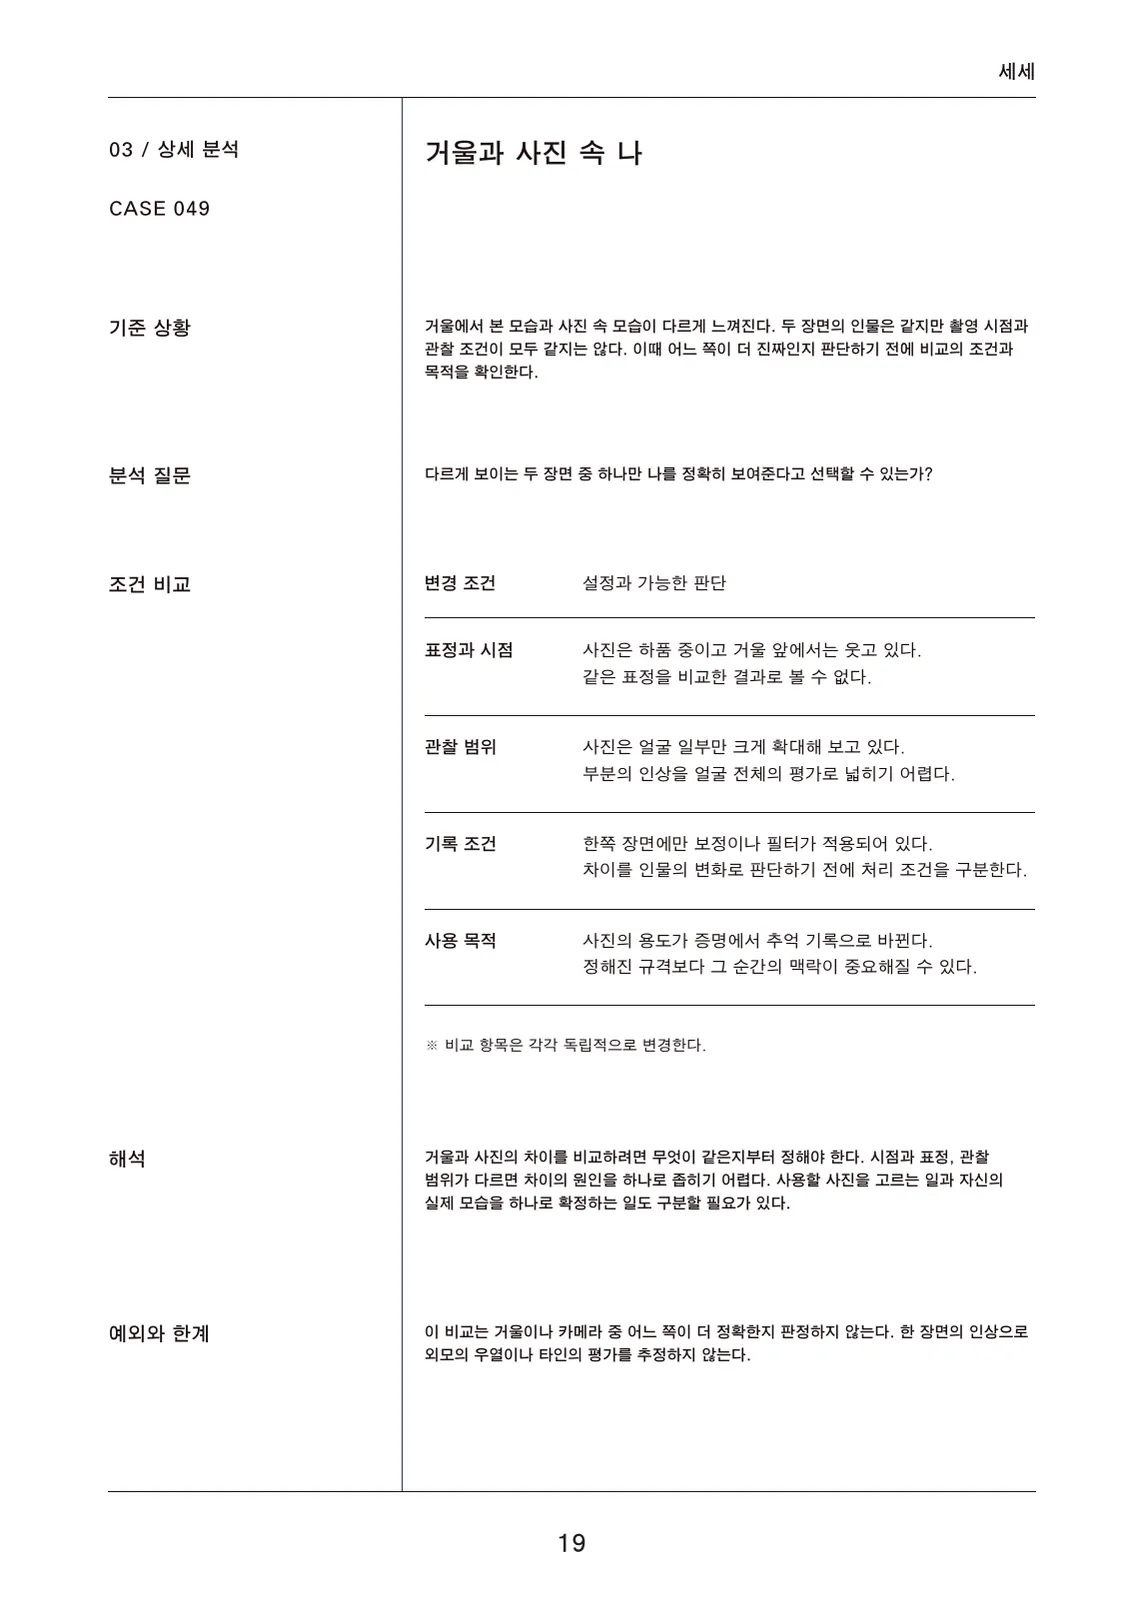 세세
03 / 상세 분석
CASE 049
거울과 사진 속 나
기준 상황
거울에서 본 모습과 사진 속 모습이 다르게 느껴진다. 두 장면의 인물은 같지만 촬영 시점과
관찰 조건이 모두 같지는 않다. 이때 어느 쪽이 더 진짜인지 판단하기 전에 비교의 조건과
목적을 확인한다.
분석 질문
다르게 보이는 두 장면 중 하나만 나를 정확히 보여준다고 선택할 수 있는가?
조건 비교
변경 조건 설정과 가능한 판단
표정과 시점 사진은 하품 중이고 거울 앞에서는 웃고 있다.
같은 표정을 비교한 결과로 볼 수 없다.
관찰 범위 사진은 얼굴 일부만 크게 확대해 보고 있다.
부분의 인상을 얼굴 전체의 평가로 넓히기 어렵다.
기록 조건 한쪽 장면에만 보정이나 필터가 적용되어 있다.
차이를 인물의 변화로 판단하기 전에 처리 조건을 구분한다.
사용 목적 사진의 용도가 증명에서 추억 기록으로 바뀐다.
정해진 규격보다 그 순간의 맥락이 중요해질 수 있다.
※ 비교 항목은 각각 독립적으로 변경한다.
해석
거울과 사진의 차이를 비교하려면 무엇이 같은지부터 정해야 한다. 시점과 표정, 관찰
범위가 다르면 차이의 원인을 하나로 좁히기 어렵다. 사용할 사진을 고르는 일과 자신의
실제 모습을 하나로 확정하는 일도 구분할 필요가 있다.
예외와 한계
이 비교는 거울이나 카메라 중 어느 쪽이 더 정확한지 판정하지 않는다. 한 장면의 인상으로
외모의 우열이나 타인의 평가를 추정하지 않는다.
19